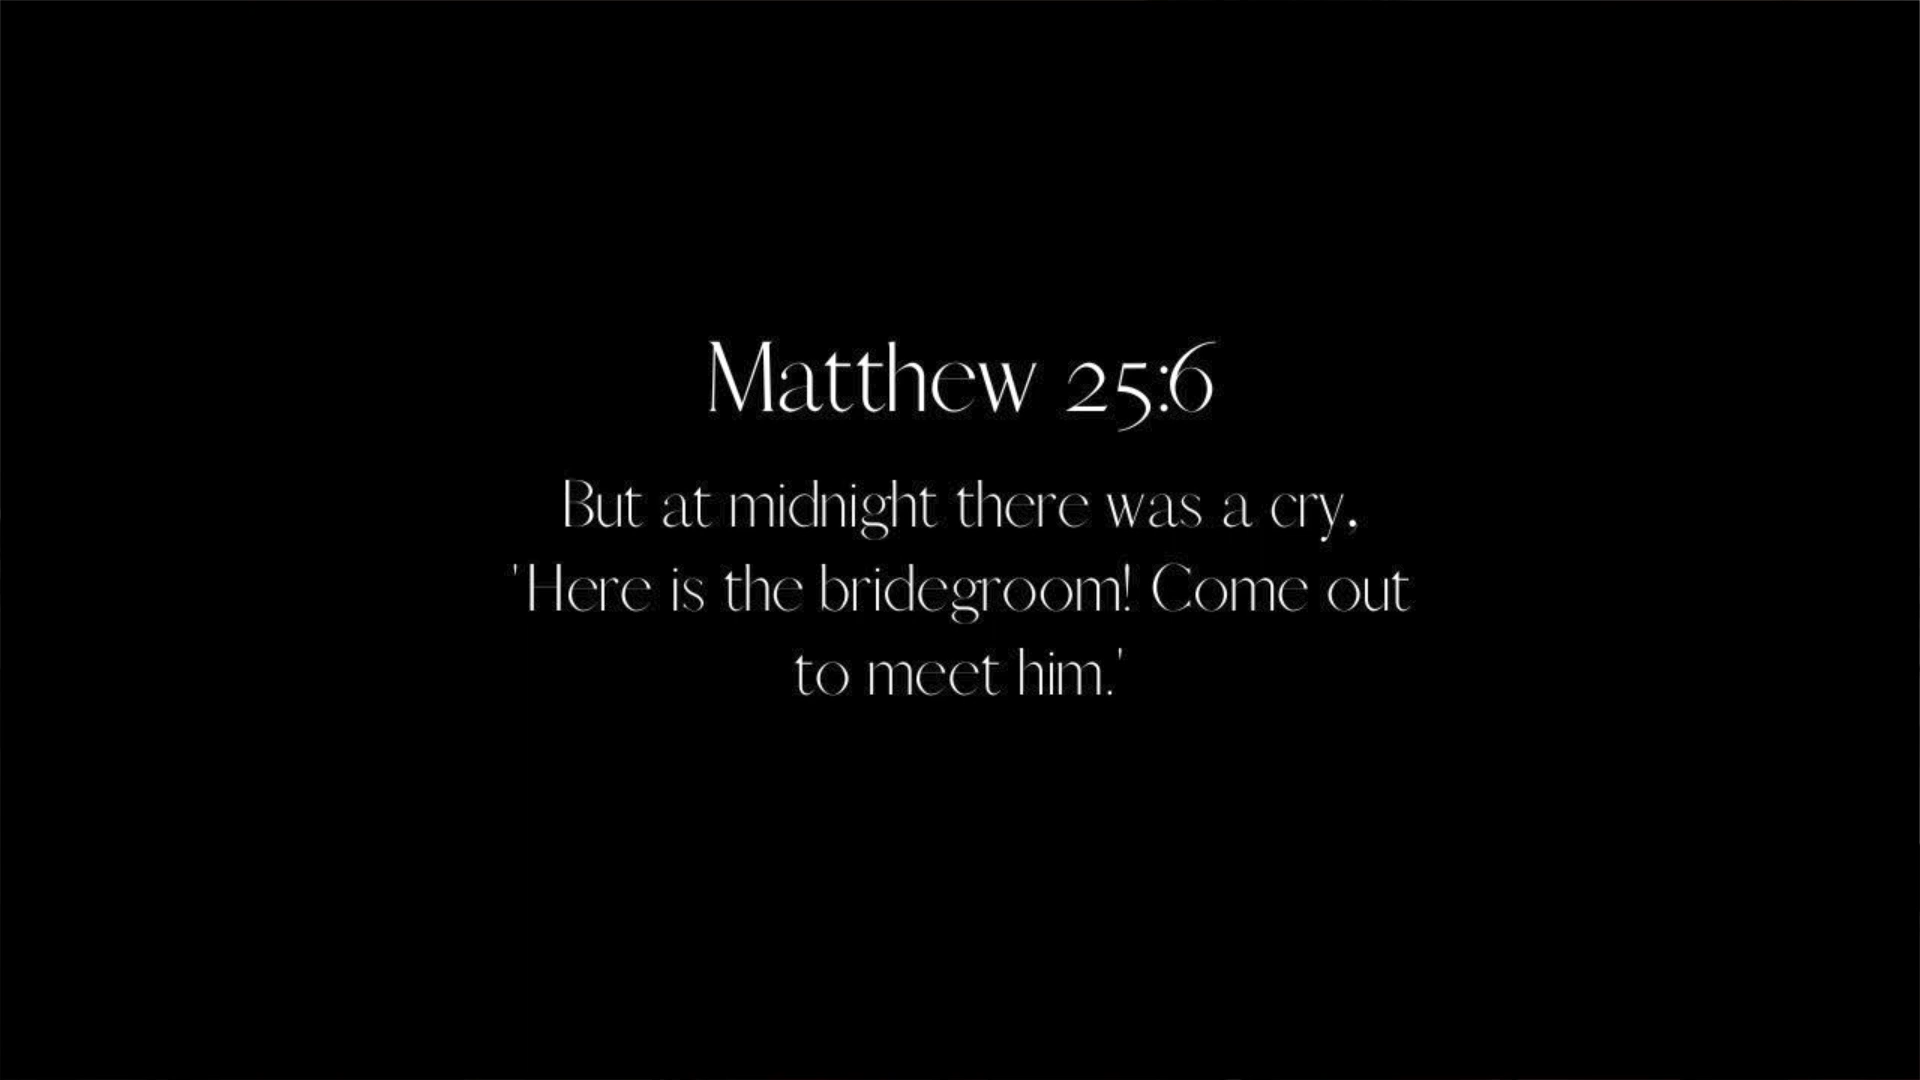 Matthew 25:6
But at midnight there was a cry,
'Here is the bridegroom! Come out
to meet him.'